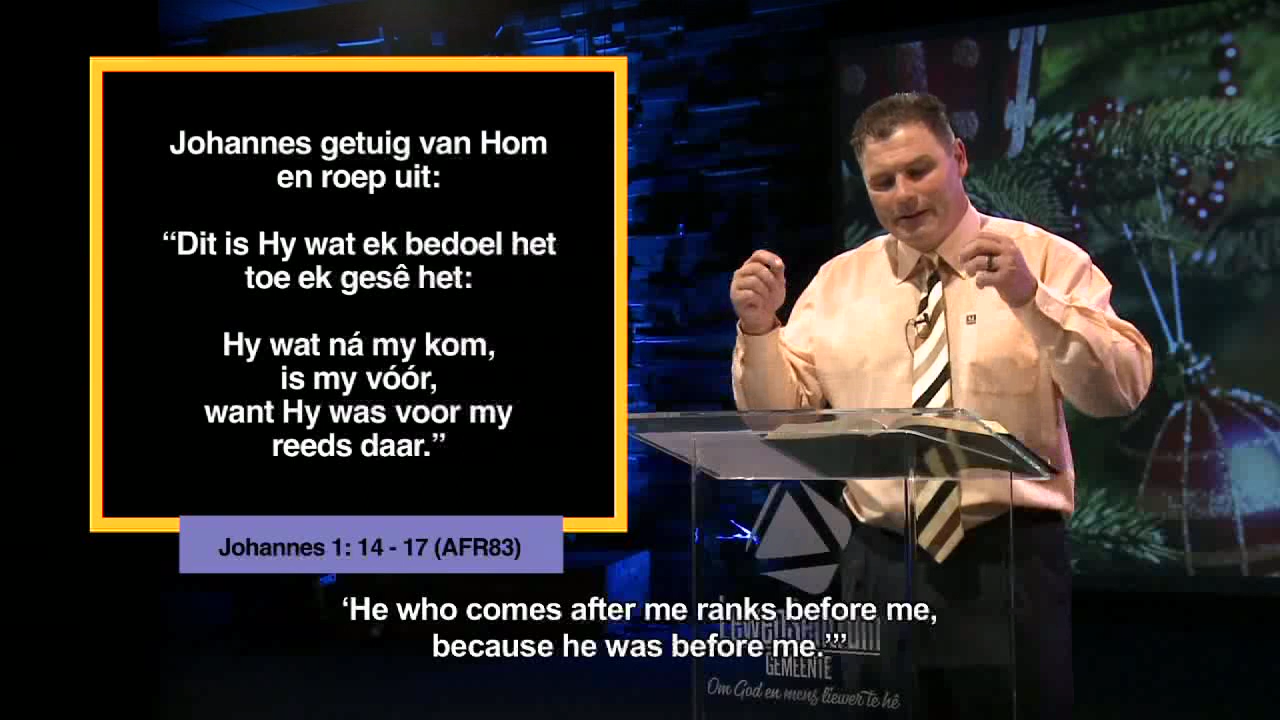 Johannes getuig van Hom
en roep uit:
“Dit is Hy wat ek bedoel het
toe ek gesê het:
Hy wat ná my kom,
is my vóór,
want Hy was voor my
reeds daar.”
Johannes 1: 14 - 17 (AFR83)
‘He who comes after me ranks before me,
because he was before me.’”
Lewensentrum
GEMEENTE
Om God en mens liewer te hê